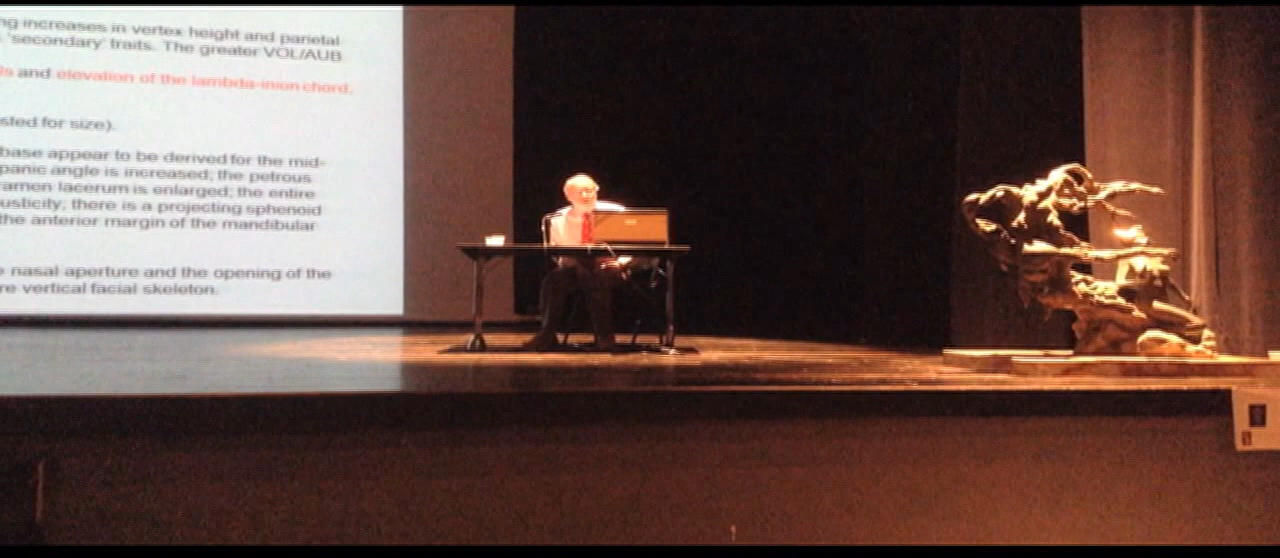 ng increases in vertex height and parietal
'secondary' traits. The greater VOL/AUB
ls and elevation of the lambda-inion chord.
sted for size).
base appear to be derived for the mid-
panic angle is increased; the petrous
ramen lacerum is enlarged; the entire
usticity; there is a projecting sphenoid
the anterior margin of the mandibular
e nasal aperture and the opening of the
re vertical facial skeleton.